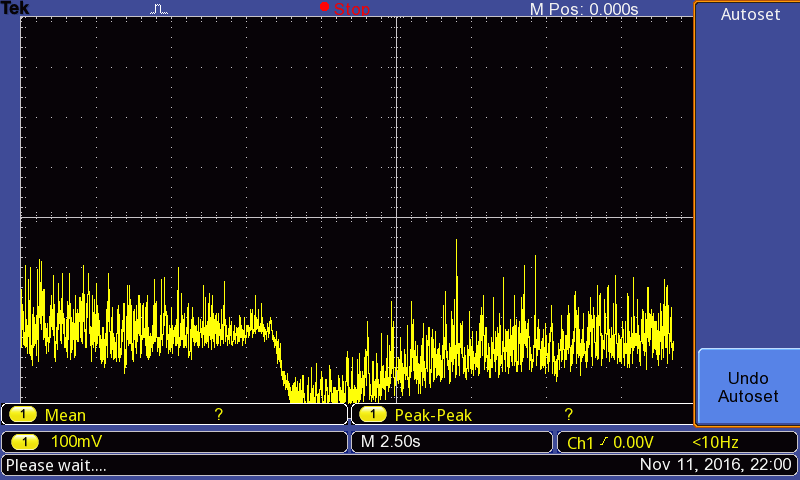 Tek Stop M Pos: 0.000s
Autoset
Undo
Autoset
1 Mean ? 1 Peak-Peak ?
1 100mV M 2.50s Ch1 0.00V <10Hz
Please wait.... Nov 11, 2016, 22:00